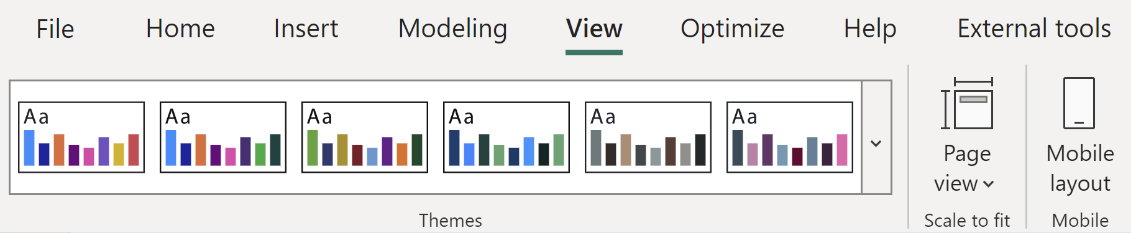 File Home Insert Modeling View Optimize Help External tools
Aa Aa Aa Aa Aa Aa
Page
view
Mobile
layout
Themes Scale to fit Mobile